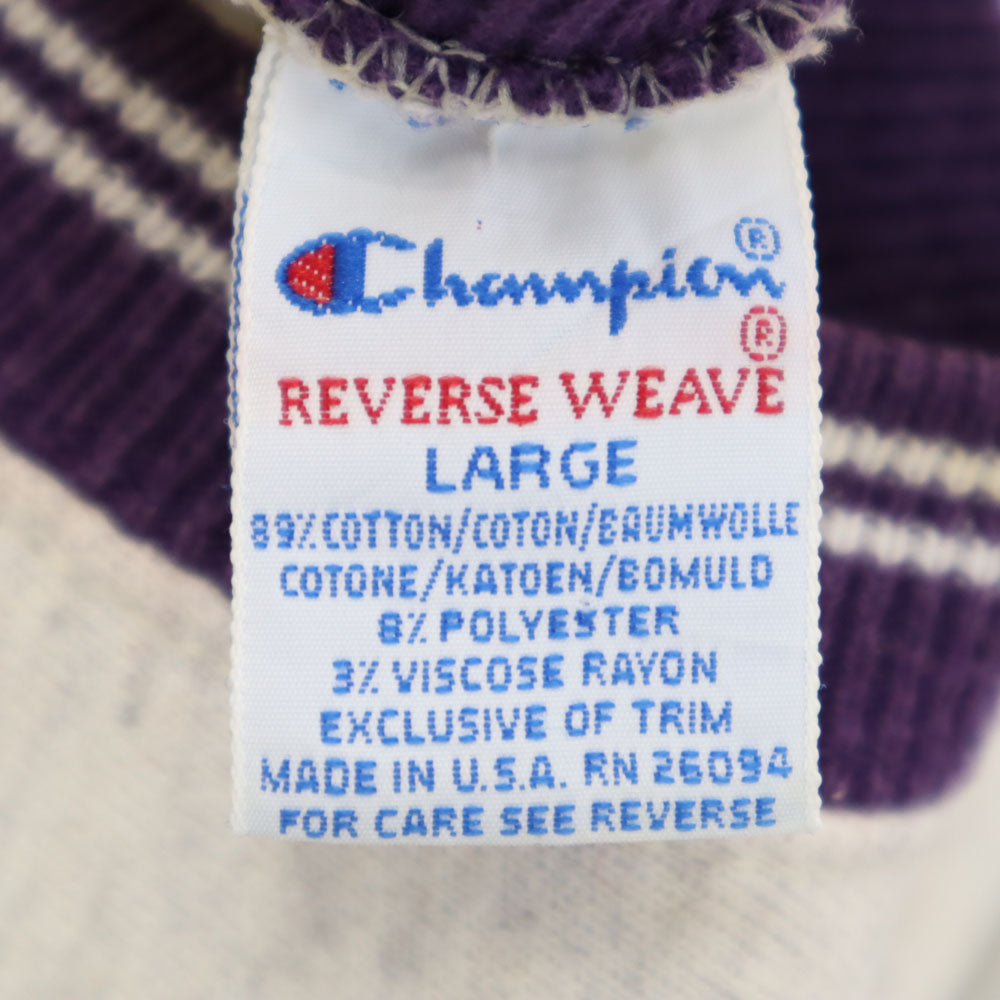 Champion®
®
REVERSE WEAVE
LARGE
89% COTTON/COTON/BAUMWOLLE
COTONE/KATOEN/BOMULD
8% POLYESTER
3% VISCOSE RAYON
EXCLUSIVE OF TRIM
MADE IN U.S.A. RN 26094
FOR CARE SEE REVERSE